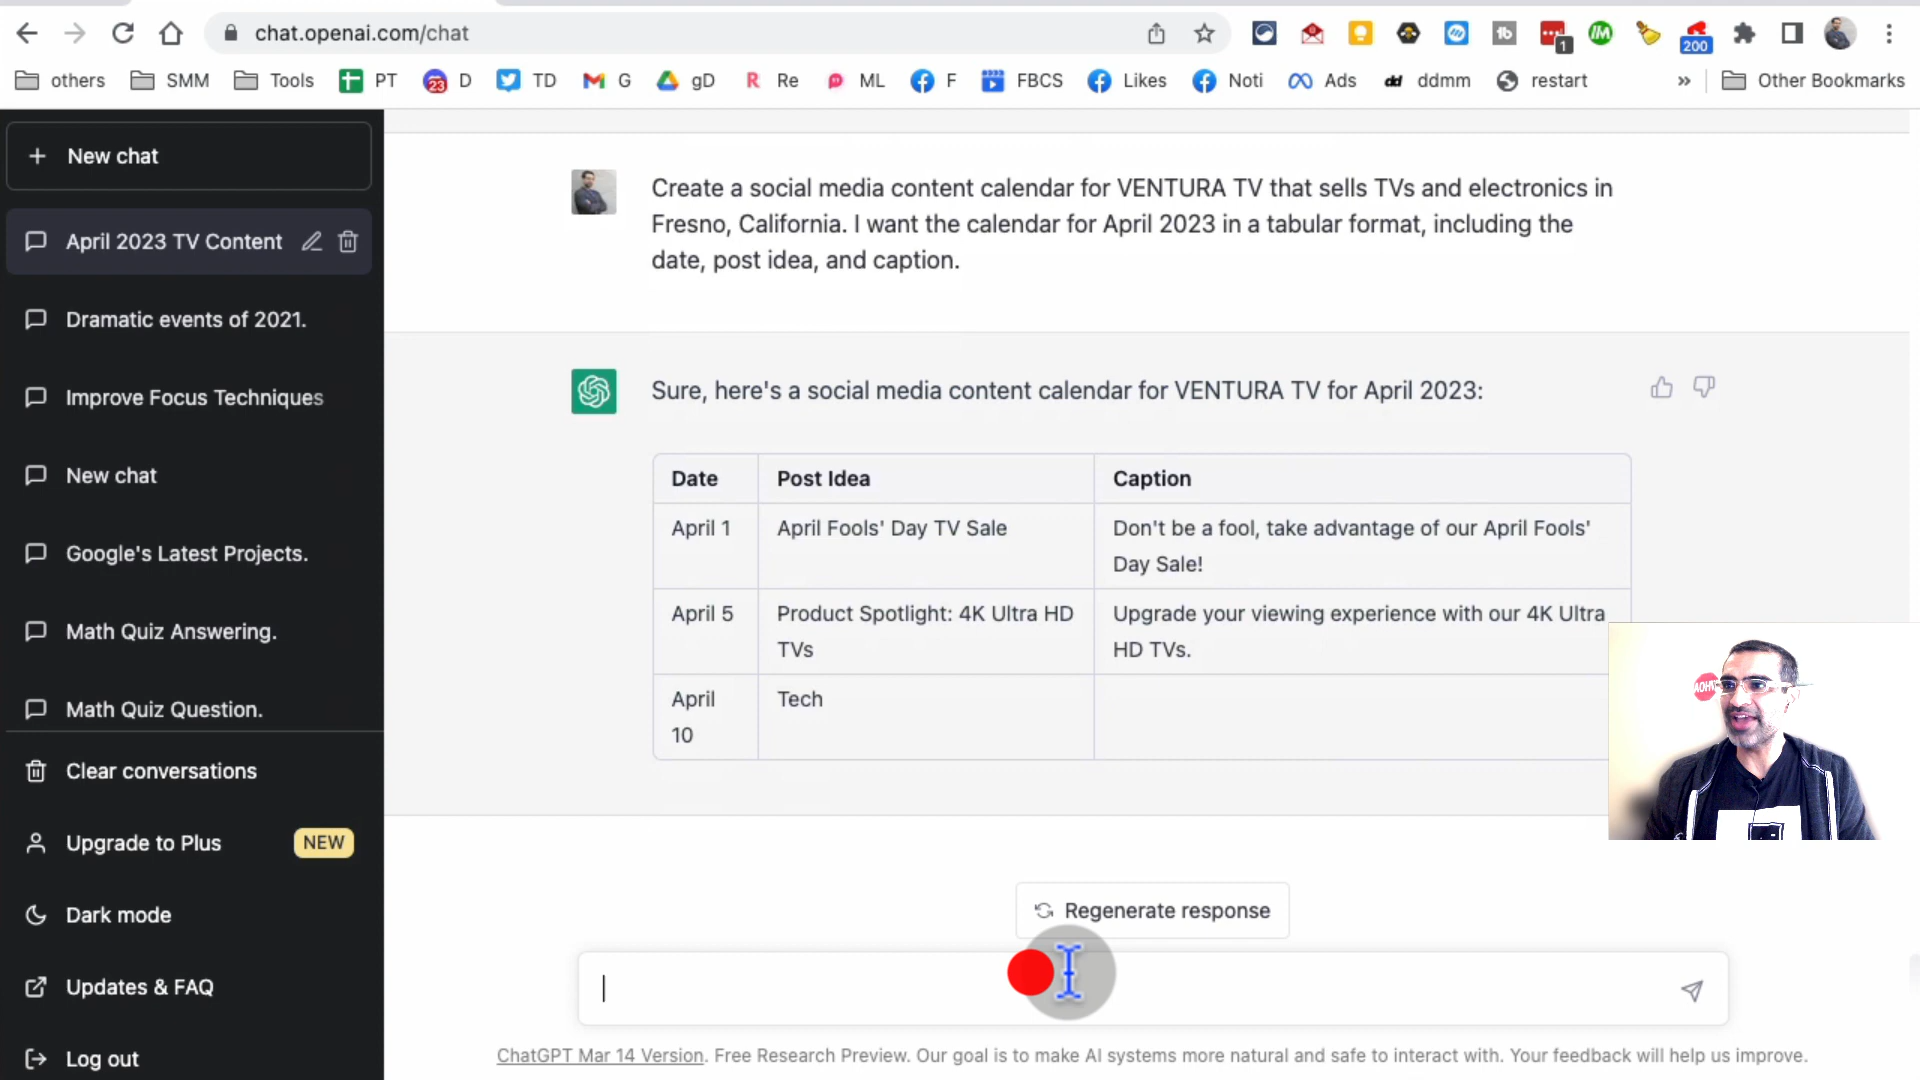 chat.openai.com/chat
1
200
others
SMM
Tools
PT
23
D
TD
G
gD
Re
ML
F
FBCS
Likes
Noti
Ads
dd
ddmm
restart
»
Other Bookmarks
+ New chat
April 2023 TV Content
Dramatic events of 2021.
Improve Focus Techniques
New chat
Google's Latest Projects.
Math Quiz Answering.
Math Quiz Question.
Clear conversations
Upgrade to Plus NEW
Dark mode
Updates & FAQ
Log out
Create a social media content calendar for VENTURA TV that sells TVs and electronics in
Fresno, California. I want the calendar for April 2023 in a tabular format, including the
date, post idea, and caption.
Sure, here's a social media content calendar for VENTURA TV for April 2023:
Date Post Idea Caption
April 1 April Fools' Day TV Sale Don't be a fool, take advantage of our April Fools'
Day Sale!
April 5 Product Spotlight: 4K Ultra HD Upgrade your viewing experience with our 4K Ultra
TVs HD TVs.
April Tech
10
Regenerate response
ChatGPT Mar 14 Version. Free Research Preview. Our goal is to make AI systems more natural and safe to interact with. Your feedback will help us improve.